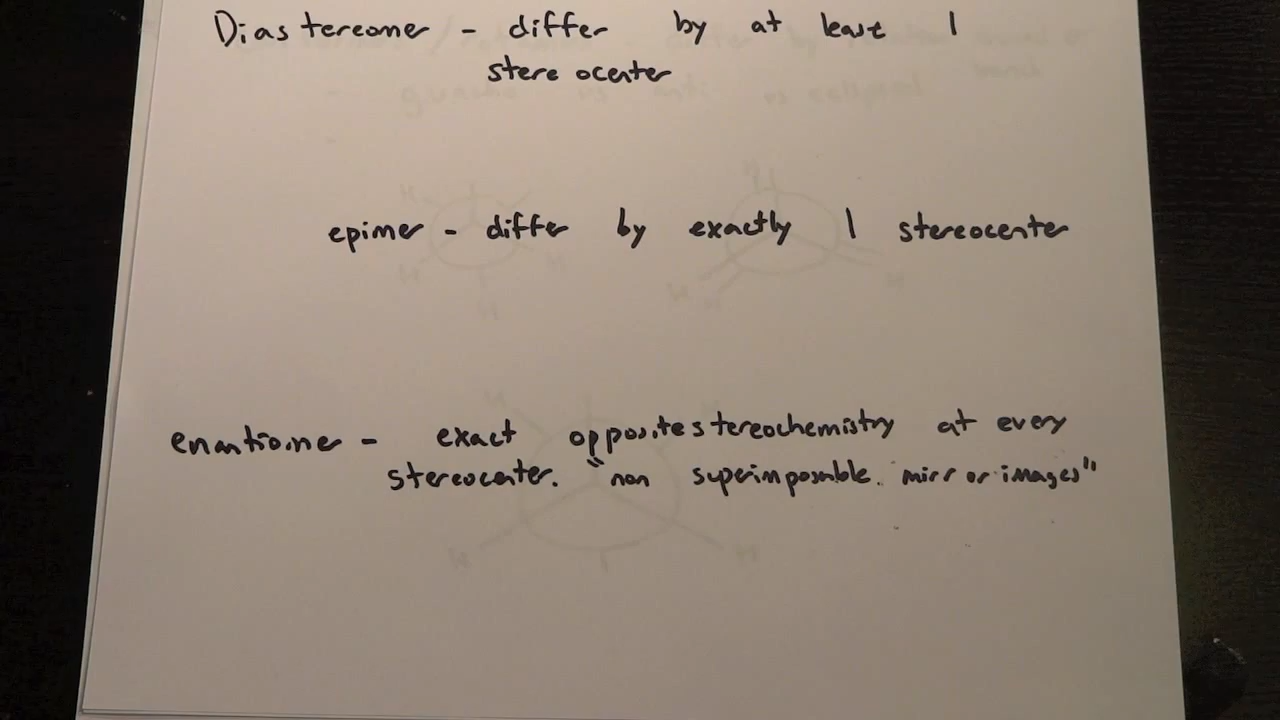 Diastereomer - differ by at least 1
stereocenter
epimer - differ by exactly 1 stereocenter
enantiomer - exact opposite stereochemistry at every
stereocenter. "non superimposable mirror images"